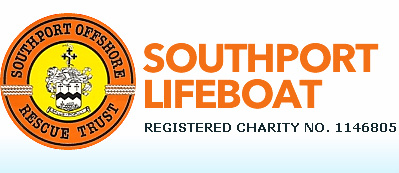 SOUTHPORT OFFSHORE
RESCUE TRUST
SOUTHPORT
LIFEBOAT
REGISTERED CHARITY NO. 1146805